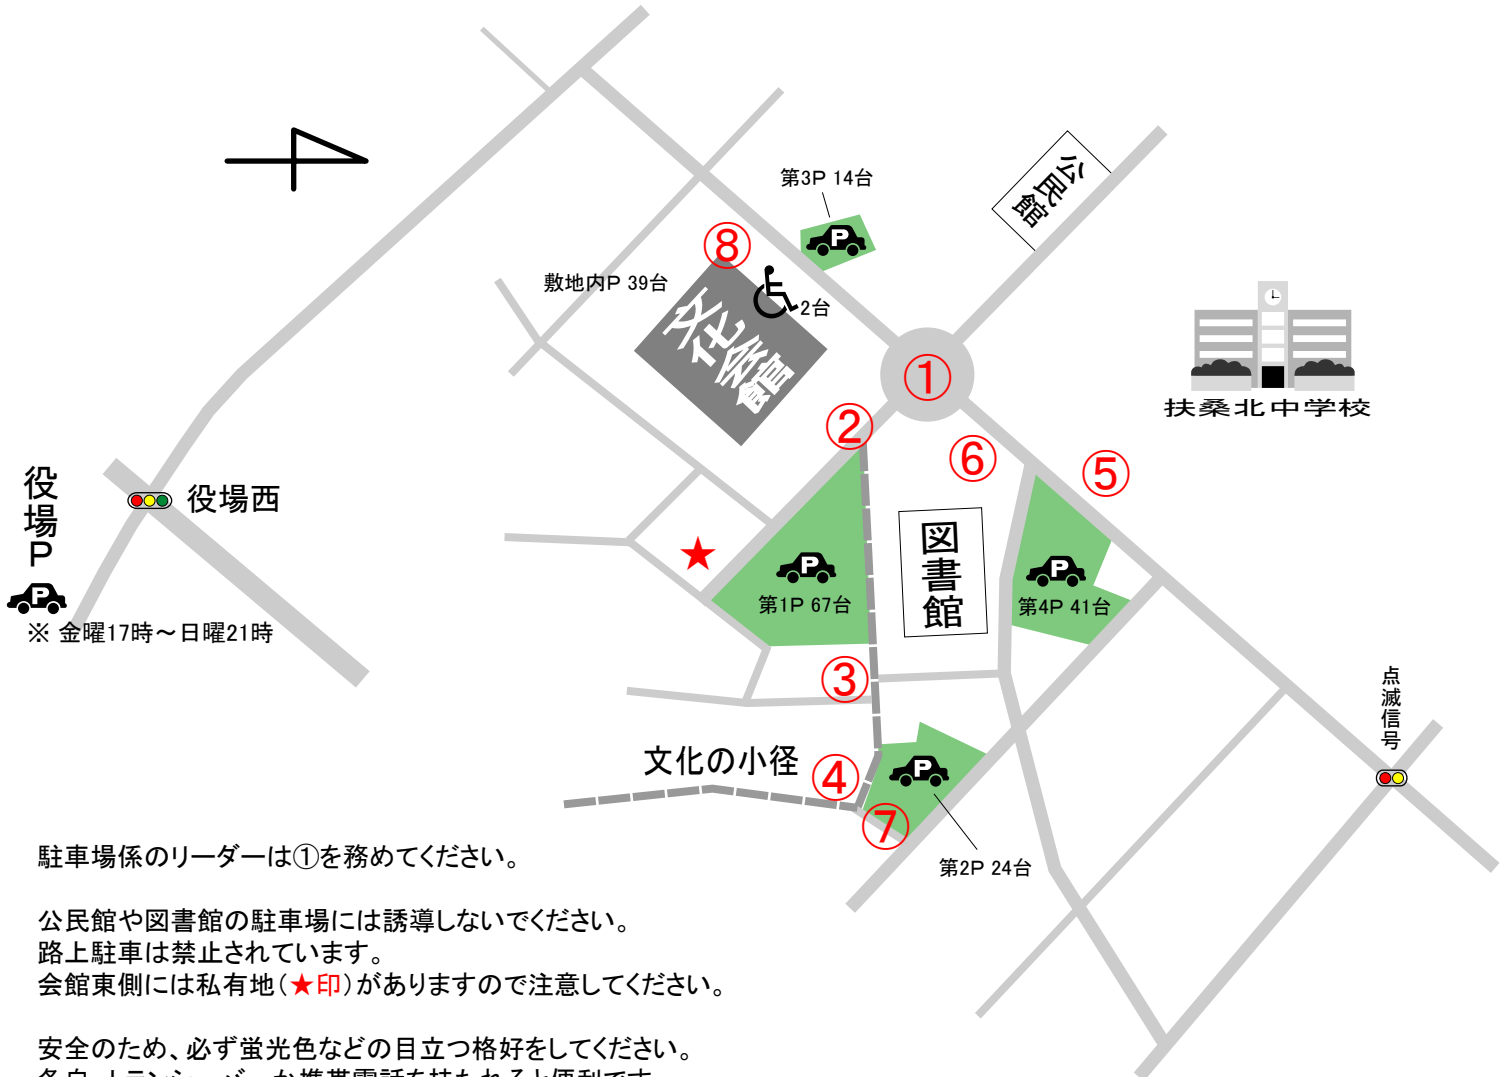 第3P 14台
公民館
⑧
敷地内P 39台
2台
文化会館
①
扶桑北中学校
②
⑥
⑤
役場P
役場西
※ 金曜17時～日曜21時
★
図書館
P
第1P 67台
P
第4P 41台
③
点滅信号
文化の小径
④
P
⑦
第2P 24台
駐車場係のリーダーは①を務めてください。
公民館や図書館の駐車場には誘導しないでください。
路上駐車は禁止されています。
会館東側には私有地（★印）がありますので注意してください。
安全のため、必ず蛍光色などの目立つ格好をしてください。